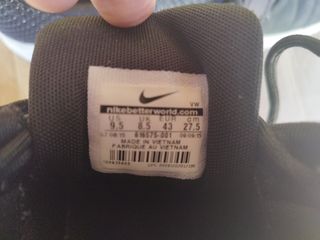 VW
nikebetterworld.com
US UK EUR cm
9.5 8.5 43 27.5
616575-001
MADE IN VIETNAM
FABRIQUE AU VIETNAM